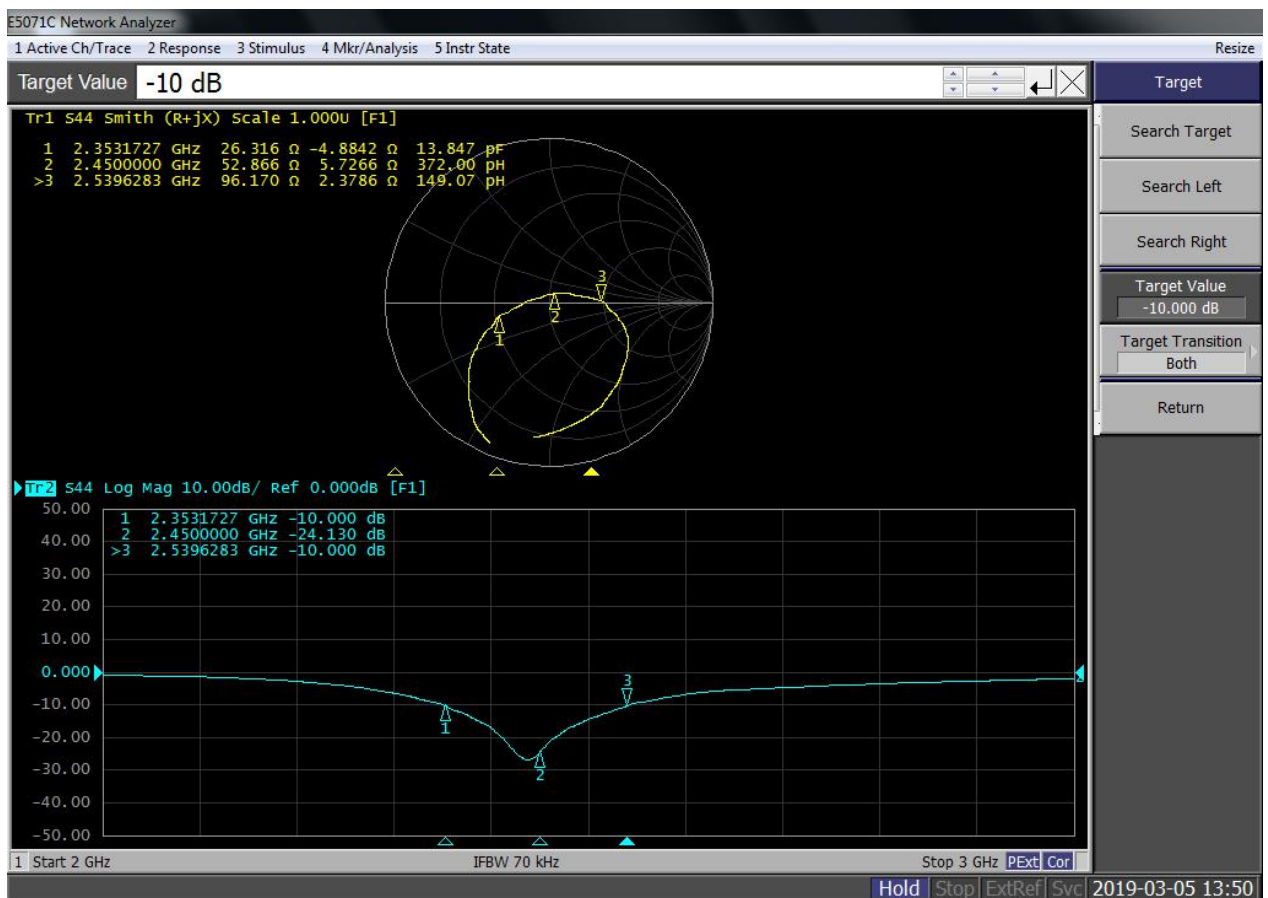 E5071C Network Analyzer
1 Active Ch/Trace 2 Response 3 Stimulus 4 Mkr/Analysis 5 Instr State Resize
Target Value -10 dB
Target
Tr1 S44 Smith (R+jX) Scale 1.000U [F1]
1 2.3531727 GHz 26.316 Ω -4.8842 Ω 13.847 pF
2 2.4500000 GHz 52.866 Ω 5.7266 Ω 372.00 pH
>3 2.5396283 GHz 96.170 Ω 2.3786 Ω 149.07 pH
3
2
1
Search Target
Search Left
Search Right
Target Value
-10.000 dB
Target Transition
Both
Return
Tr2 S44 Log Mag 10.00dB/ Ref 0.000dB [F1]
50.00
1 2.3531727 GHz -10.000 dB
2 2.4500000 GHz -24.130 dB
>3 2.5396283 GHz -10.000 dB
40.00
30.00
20.00
10.00
0.000
-10.00
-20.00
-30.00
-40.00
-50.00
3
1
2
1 Start 2 GHz IFBW 70 kHz Stop 3 GHz PExt Cor
Hold Stop ExtRef Svc 2019-03-05 13:50